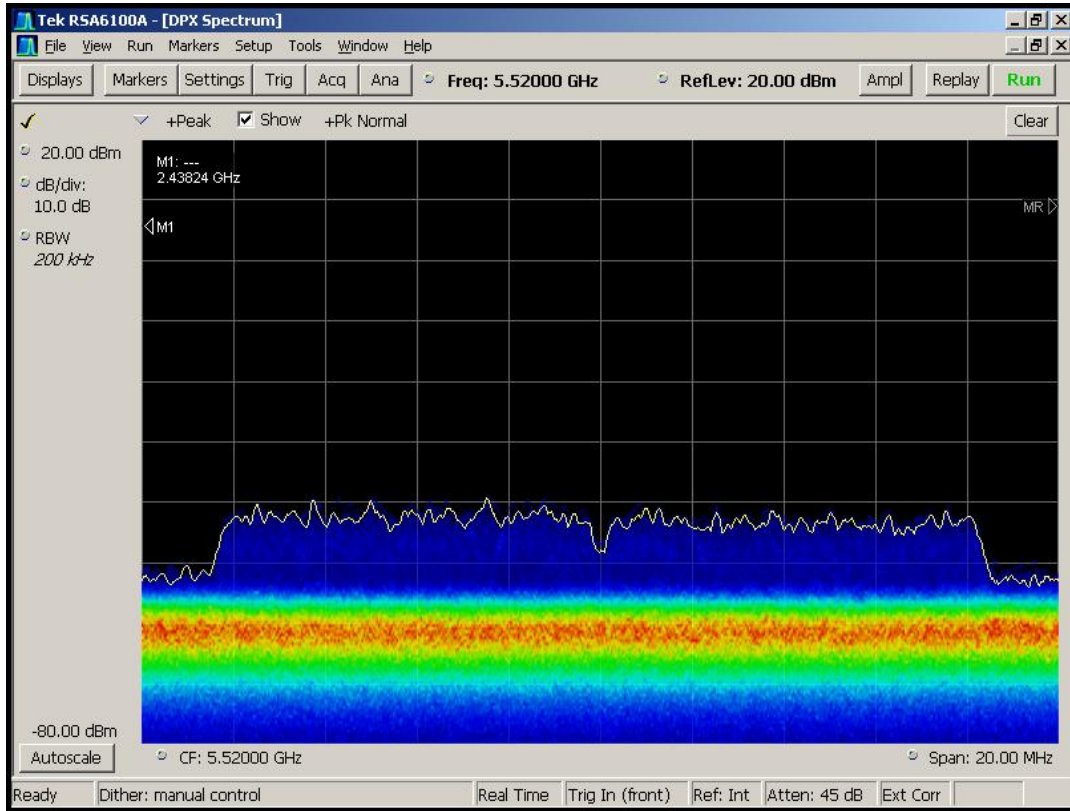 Tek RSA6100A - [DPX Spectrum]
File View Run Markers Setup Tools Window Help
Displays Markers Settings Trig Acq Ana Freq: 5.52000 GHz RefLev: 20.00 dBm Ampl Replay Run
+Peak Show +Pk Normal Clear
20.00 dBm
dB/div:
10.0 dB
RBW
200 kHz
M1: ---
2.43824 GHz
M1
MR
-80.00 dBm
Autoscale CF: 5.52000 GHz Span: 20.00 MHz
Ready Dither: manual control Real Time Trig In (front) Ref: Int Atten: 45 dB Ext Corr